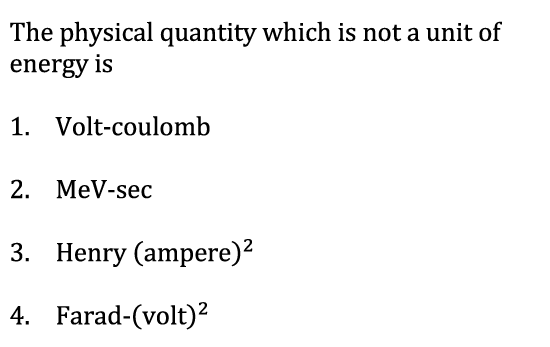 The physical quantity which is not a unit of
energy is
1. Volt-coulomb
2. MeV-sec
3. Henry (ampere)²
4. Farad-(volt)²